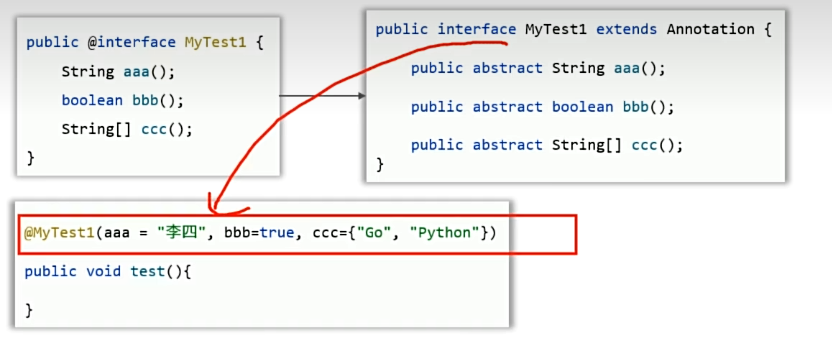 public @interface MyTest1 {
String aaa();
boolean bbb();
String[] ccc();
}
public interface MyTest1 extends Annotation {
public abstract String aaa();
public abstract boolean bbb();
public abstract String[] ccc();
}
@MyTest1(aaa = "李四", bbb=true, ccc={"Go", "Python"})
public void test(){
}